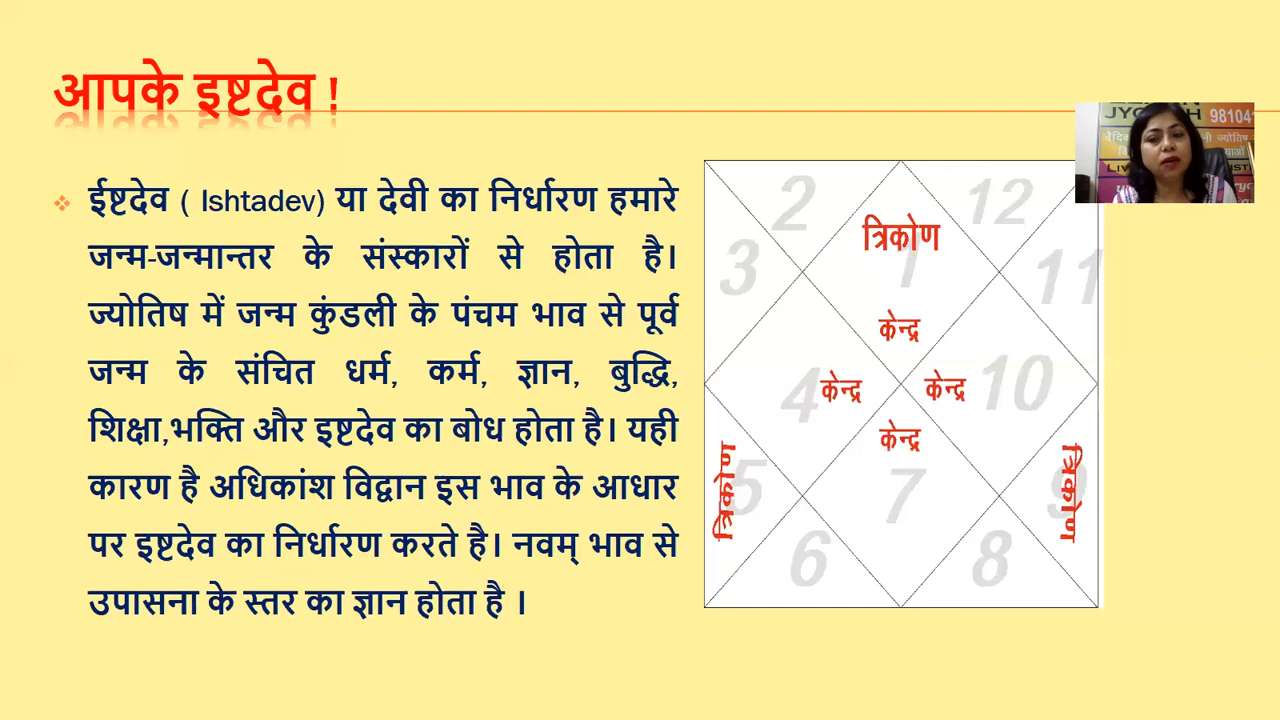 आपके इष्टदेव !
ईष्टदेव ( Ishtadev) या देवी का निर्धारण हमारे
जन्म-जन्मान्तर के संस्कारों से होता है।
ज्योतिष में जन्म कुंडली के पंचम भाव से पूर्व
जन्म के संचित धर्म, कर्म, ज्ञान, बुद्धि,
शिक्षा,भक्ति और इष्टदेव का बोध होता है। यही
कारण है अधिकांश विद्वान इस भाव के आधार
पर इष्टदेव का निर्धारण करते है। नवम् भाव से
उपासना के स्तर का ज्ञान होता है ।
2
12
त्रिकोण
3
1
11
केन्द्र
4
केन्द्र
केन्द्र
10
केन्द्र
त्रिकोण
5
7
9
त्रिकोण
6
8
98104
ज्योतिष